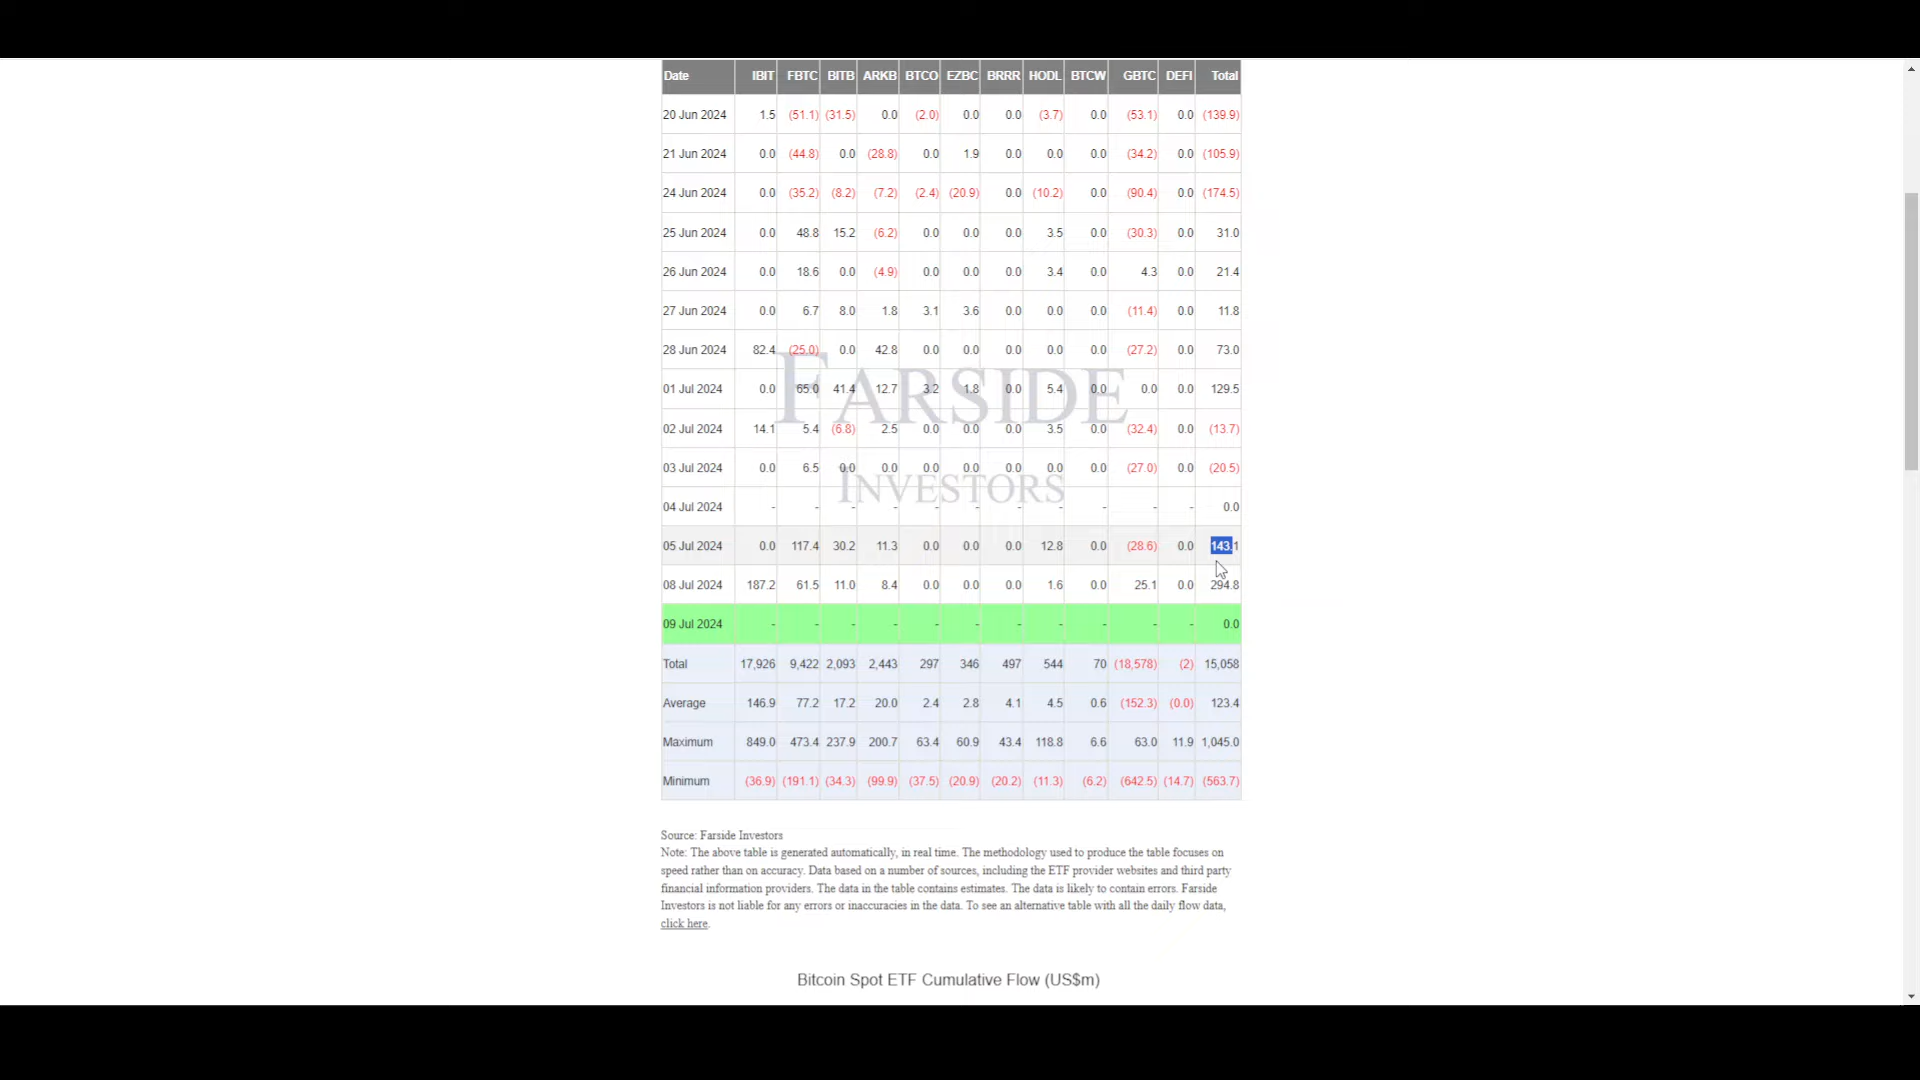 Date IBIT FBTC BITB ARKB BTCO EZBC BRRR HODL BTCW GBTC DEFI Total
20 Jun 2024 1.5 (51.1) (31.5) 0.0 (2.0) 0.0 0.0 (3.7) 0.0 (53.1) 0.0 (139.9)
21 Jun 2024 0.0 (44.8) 0.0 (28.8) 0.0 1.9 0.0 0.0 0.0 (34.2) 0.0 (105.9)
24 Jun 2024 0.0 (35.2) (8.2) (7.2) (2.4) (20.9) 0.0 (10.2) 0.0 (90.4) 0.0 (174.5)
25 Jun 2024 0.0 48.8 15.2 (6.2) 0.0 0.0 0.0 3.5 0.0 (30.3) 0.0 31.0
26 Jun 2024 0.0 18.6 0.0 (4.9) 0.0 0.0 0.0 3.4 0.0 4.3 0.0 21.4
27 Jun 2024 0.0 6.7 8.0 1.8 3.1 3.6 0.0 0.0 0.0 (11.4) 0.0 11.8
28 Jun 2024 82.4 (25.0) 0.0 42.8 0.0 0.0 0.0 0.0 0.0 (27.2) 0.0 73.0
01 Jul 2024 0.0 65.0 41.4 12.7 3.2 1.8 0.0 5.4 0.0 0.0 0.0 129.5
FARSIDE
02 Jul 2024 14.1 5.4 (6.8) 2.5 0.0 0.0 0.0 3.5 0.0 (32.4) 0.0 (13.7)
03 Jul 2024 0.0 6.5 0.0 0.0 0.0 0.0 0.0 0.0 0.0 (27.0) 0.0 (20.5)
INVESTORS
04 Jul 2024 - - - - - - - - - - - 0.0
05 Jul 2024 0.0 117.4 30.2 11.3 0.0 0.0 0.0 12.8 0.0 (28.6) 0.0 143.1
08 Jul 2024 187.2 61.5 11.0 8.4 0.0 0.0 0.0 1.6 0.0 25.1 0.0 294.8
09 Jul 2024 - - - - - - - - - - - 0.0
Total 17,926 9,422 2,093 2,443 297 346 497 544 70 (18,578) (2) 15,058
Average 146.9 77.2 17.2 20.0 2.4 2.8 4.1 4.5 0.6 (152.3) (0.0) 123.4
Maximum 849.0 473.4 237.9 200.7 63.4 60.9 43.4 118.8 6.6 63.0 11.9 1,045.0
Minimum (36.9) (191.1) (34.3) (99.9) (37.5) (20.9) (20.2) (11.3) (6.2) (642.5) (14.7) (563.7)
Source: Farside Investors
Note: The above table is generated automatically, in real time. The methodology used to produce the table focuses on
speed rather than on accuracy. Data based on a number of sources, including the ETF provider websites and third party
financial information providers. The data in the table contains estimates. The data is likely to contain errors. Farside
Investors is not liable for any errors or inaccuracies in the data. To see an alternative table with all the daily flow data,
click here.
Bitcoin Spot ETF Cumulative Flow (US$m)